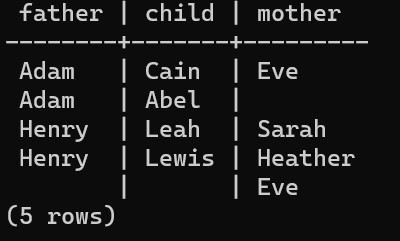 father | child | mother
--------+-------+---------
 Adam   | Cain  | Eve
 Adam   | Abel  |
 Henry  | Leah  | Sarah
 Henry  | Lewis | Heather
        |       | Eve
(5 rows)